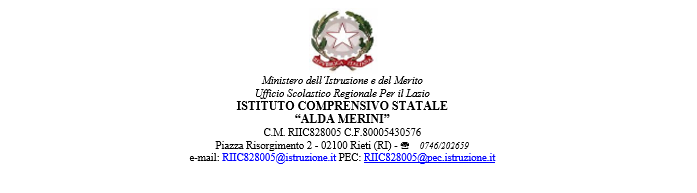 Ministero dell'Istruzione e del Merito
Ufficio Scolastico Regionale Per il Lazio
ISTITUTO COMPRENSIVO STATALE
“ALDA MERINI”
C.M. RIIC828005 C.F.80005430576
Piazza Risorgimento 2 - 02100 Rieti (RI) - ☎ 0746/202659
e-mail: RIIC828005@istruzione.it PEC: RIIC828005@pec.istruzione.it